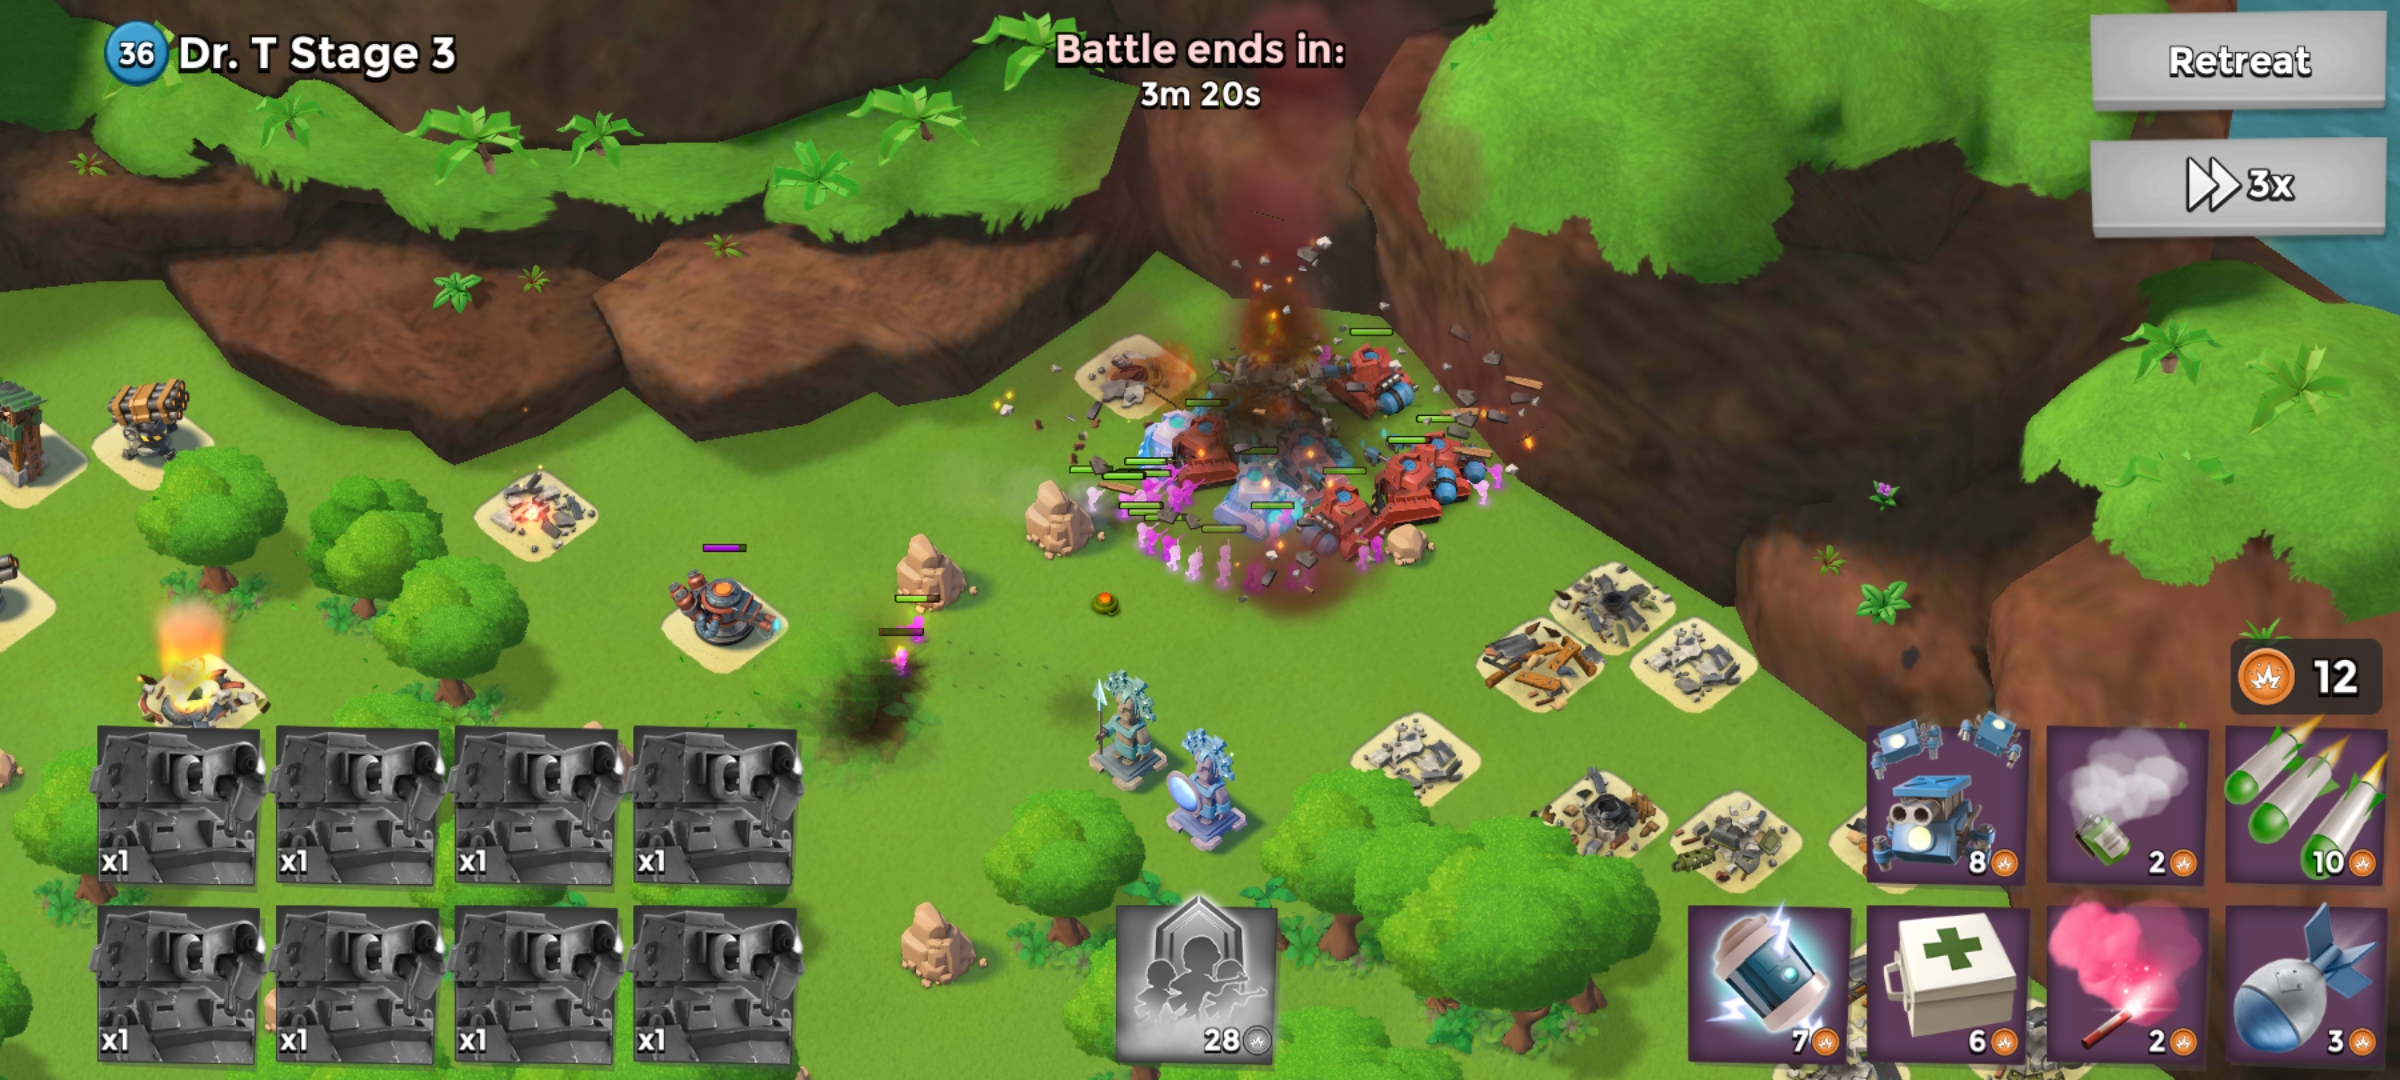 36 Dr. T Stage 3
Battle ends in:
3m 20s
Retreat
3x
12
8
2
10
x1
x1
x1
x1
x1
x1
x1
x1
28
7
6
2
3